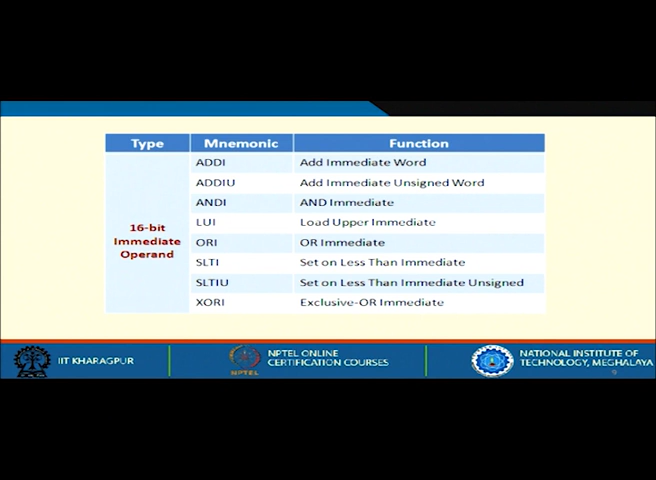 Type Mnemonic Function
ADDI Add Immediate Word
ADDIU Add Immediate Unsigned Word
ANDI AND Immediate
LUI Load Upper Immediate
16-bit
Immediate
Operand
ORI OR Immediate
SLTI Set on Less Than Immediate
SLTIU Set on Less Than Immediate Unsigned
XORI Exclusive-OR Immediate
IIT KHARAGPUR
NPTEL
NPTEL ONLINE
CERTIFICATION COURSES
NATIONAL INSTITUTE OF
TECHNOLOGY, MEGHALAYA
9